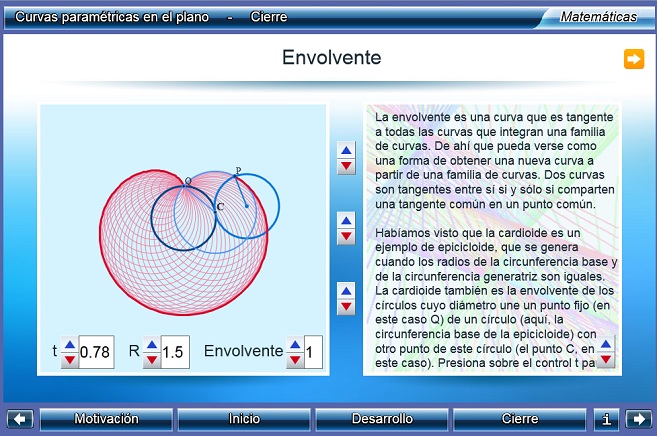 Curvas paramétricas en el plano - Cierre
Matemáticas
Envolvente
Q
P
C
t 0.78 R 1.5 Envolvente 1
La envolvente es una curva que es tangente
a todas las curvas que integran una familia
de curvas. De ahí que pueda verse como
una forma de obtener una nueva curva a
partir de una familia de curvas. Dos curvas
son tangentes entre sí si y sólo si comparten
una tangente común en un punto común.
Habíamos visto que la cardioide es un
ejemplo de epicicloide, que se genera
cuando los radios de la circunferencia base y
de la circunferencia generatriz son iguales.
La cardioide también es la envolvente de los
círculos cuyo diámetro une un punto fijo (en
este caso Q) de un círculo (aquí, la
circunferencia base de la epicicloide) con
otro punto de este círculo (el punto C, en
este caso). Presiona sobre el control t pa
Motivación
Inicio
Desarrollo
Cierre
i